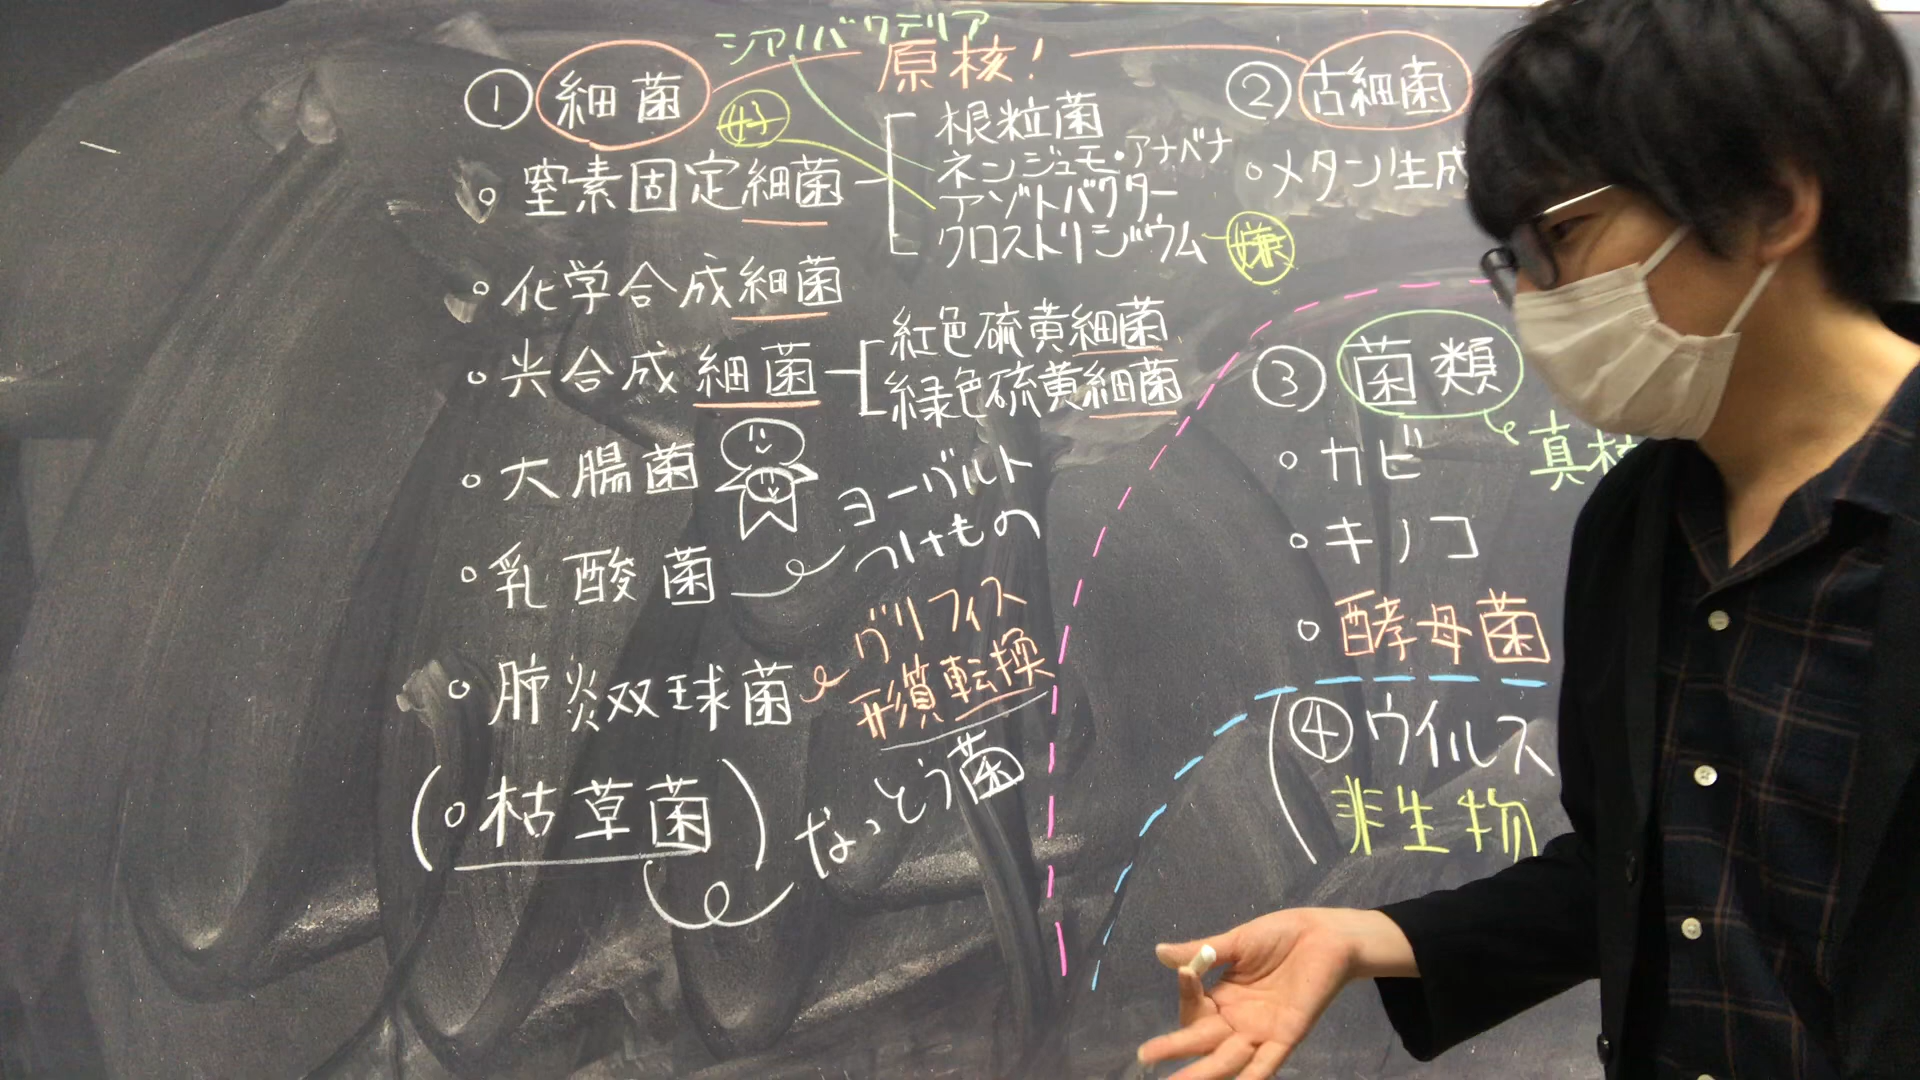 シアノバクテリア
原核!
① 細菌
好
。窒素固定細菌
根粒菌
ネンジュモ・アナバナ
アゾトバクター
クロストリジウム
嫌
。化学合成細菌
。光合成細菌
紅色硫黄細菌
緑色硫黄細菌
。大腸菌
。乳酸菌
ヨーグルト
つけもの
。肺炎双球菌
グリフィス
形質転換
(。枯草菌)
なっとう菌
② 古細菌
。メタン生成
③ 菌類
真核
。カビ
。キノコ
。酵母菌
④ ウイルス
非生物